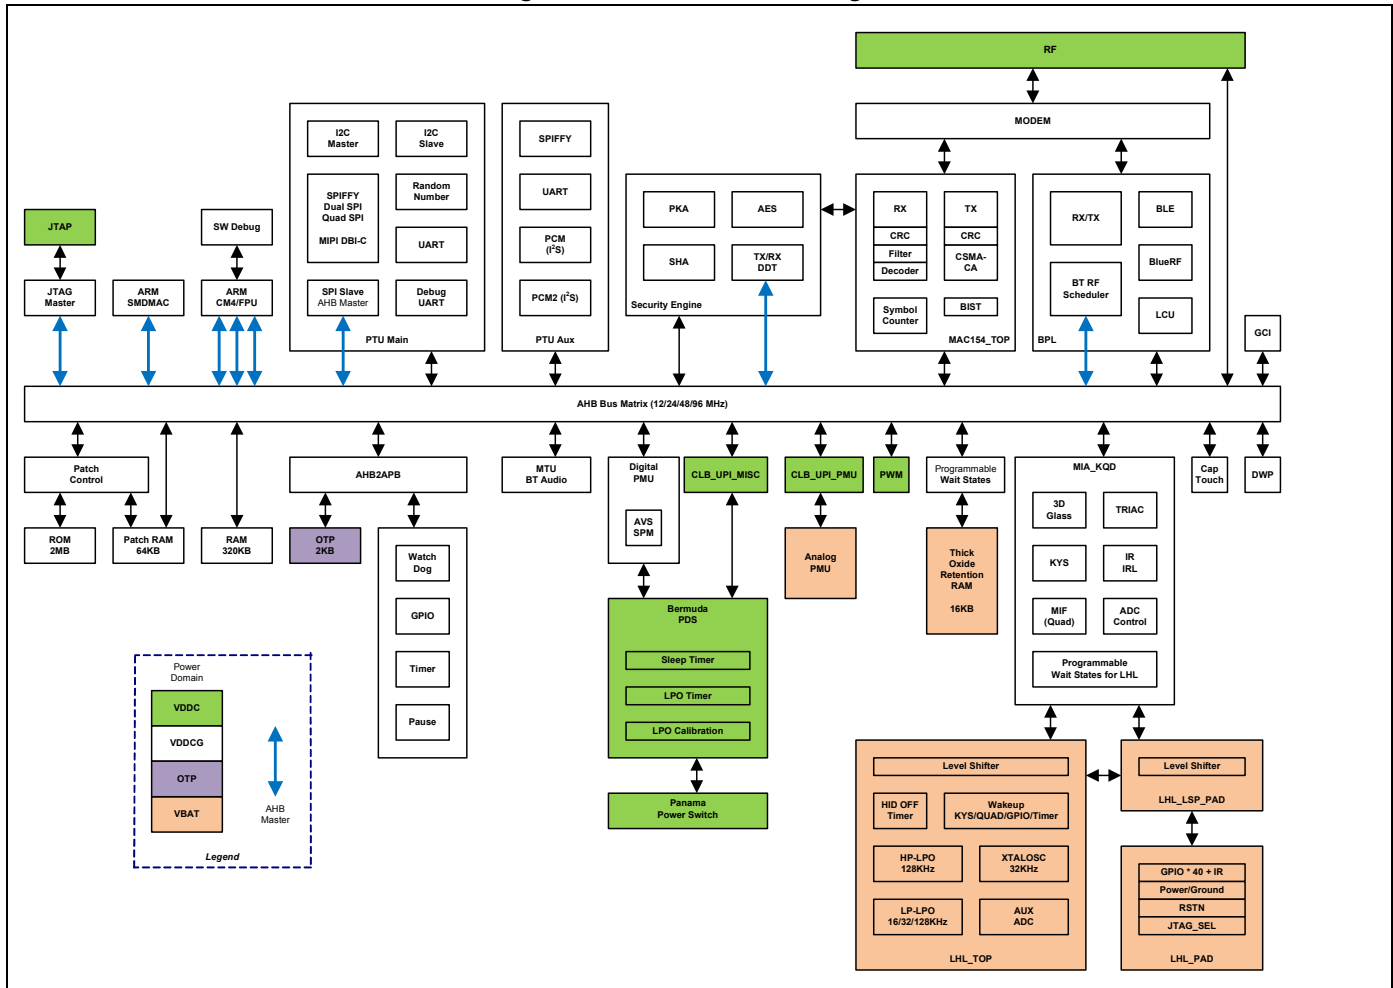 RF
MODEM
I2C
Master
I2C
Slave
SPIFFY
Dual SPI
Quad SPI
MIPI DBI-C
Random
Number
UART
SPI Slave
AHB Master
Debug
UART
PTU Main
SPIFFY
UART
PCM
(I²S)
PCM2 (I²S)
PTU Aux
PKA
AES
SHA
TX/RX
DDT
Security Engine
RX
CRC
Filter
Decoder
Symbol
Counter
TX
CRC
CSMA-
CA
BIST
MAC154_TOP
RX/TX
BT RF
Scheduler
BLE
BlueRF
LCU
BPL
JTAP
JTAG
Master
ARM
SMDMAC
SW Debug
ARM
CM4/FPU
GCI
AHB Bus Matrix (12/24/48/96 MHz)
Patch
Control
ROM
2MB
Patch RAM
64KB
RAM
320KB
AHB2APB
OTP
2KB
Watch
Dog
GPIO
Timer
Pause
MTU
BT Audio
Digital
PMU
AVS
SPM
CLB_UPI_MISC
CLB_UPI_PMU
Analog
PMU
PWM
Programmable
Wait States
Thick
Oxide
Retention
RAM
16KB
MIA_KQD
3D
Glass
TRIAC
KYS
IR
IRL
MIF
(Quad)
ADC
Control
Programmable
Wait States for LHL
Cap
Touch
DWP
Bermuda
PDS
Sleep Timer
LPO Timer
LPO Calibration
Panama
Power Switch
Level Shifter
HID OFF
Timer
Wakeup
KYS/QUAD/GPIO/Timer
HP-LPO
128KHz
XTALOSC
32KHz
LP-LPO
16/32/128KHz
AUX
ADC
LHL_TOP
Level Shifter
LHL_LSP_PAD
GPIO * 40 + IR
Power/Ground
RSTN
JTAG_SEL
LHL_PAD
Power
Domain
VDDC
VDDCG
OTP
VBAT
AHB
Master
Legend